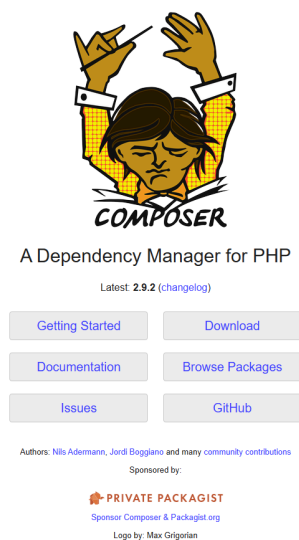 COMPOSER
A Dependency Manager for PHP
Latest: 2.9.2 (changelog)
Getting Started
Download
Documentation
Browse Packages
Issues
GitHub
Authors: Nils Adermann, Jordi Boggiano and many community contributions
Sponsored by:
PRIVATE PACKAGIST
Sponsor Composer & Packagist.org
Logo by: Max Grigorian